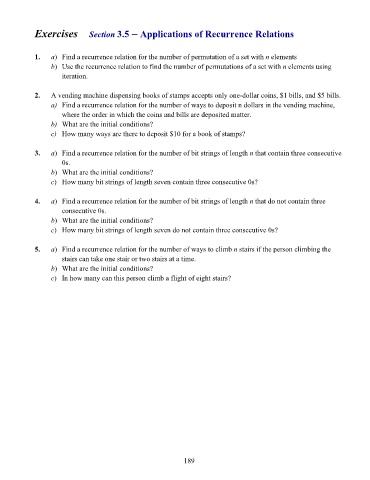 Exercises Section 3.5 – Applications of Recurrence Relations
1. a) Find a recurrence relation for the number of permutation of a set with n elements
b) Use the recurrence relation to find the number of permutations of a set with n elements using
iteration.
2. A vending machine dispensing books of stamps accepts only one-dollar coins, $1 bills, and $5 bills.
a) Find a recurrence relation for the number of ways to deposit n dollars in the vending machine,
where the order in which the coins and bills are deposited matter.
b) What are the initial conditions?
c) How many ways are there to deposit $10 for a book of stamps?
3. a) Find a recurrence relation for the number of bit strings of length n that contain three consecutive
0s.
b) What are the initial conditions?
c) How many bit strings of length seven contain three consecutive 0s?
4. a) Find a recurrence relation for the number of bit strings of length n that do not contain three
consecutive 0s.
b) What are the initial conditions?
c) How many bit strings of length seven do not contain three consecutive 0s?
5. a) Find a recurrence relation for the number of ways to climb n stairs if the person climbing the
stairs can take one stair or two stairs at a time.
b) What are the initial conditions?
c) In how many can this person climb a flight of eight stairs?
189